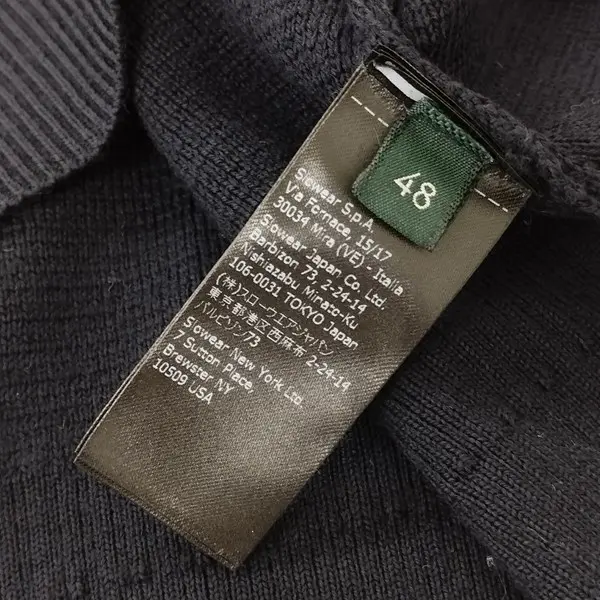 48
Slowear S.p.A.
Via Fornace, 15/17
30034 Mira (VE) - Italia
Slowear Japan Co., Ltd.
Barbizon 73, 2-24-14
Nishiazabu Minato-Ku
106-0031 TOKYO Japan
(株)スローウエアジャパン
東京都港区西麻布 2-24-14
バルビゾン73
Slowear New York Ltd.
2 Sutton Place,
Brewster NY
10509 USA